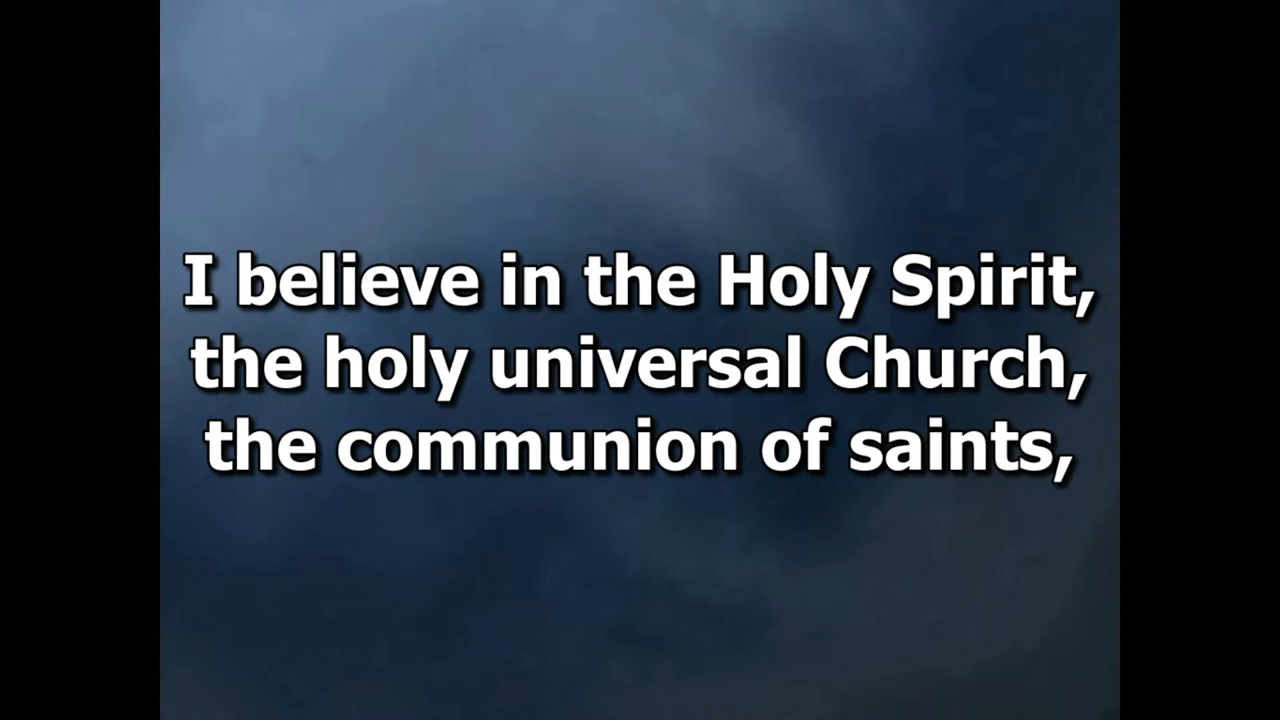 I believe in the Holy Spirit,
the holy universal Church,
the communion of saints,